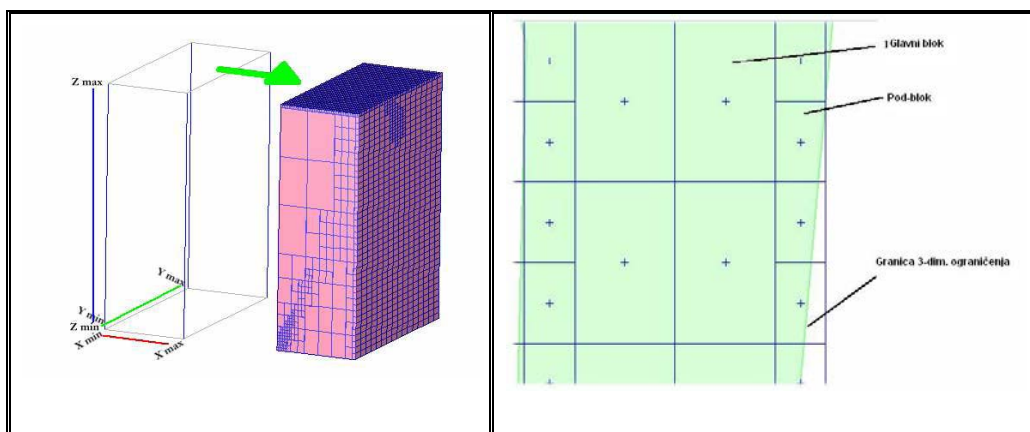 Z max
Y max
Y min
Z min
X min
X max
Glavni blok
Pod-blok
Granica 3-dim. ograničenja